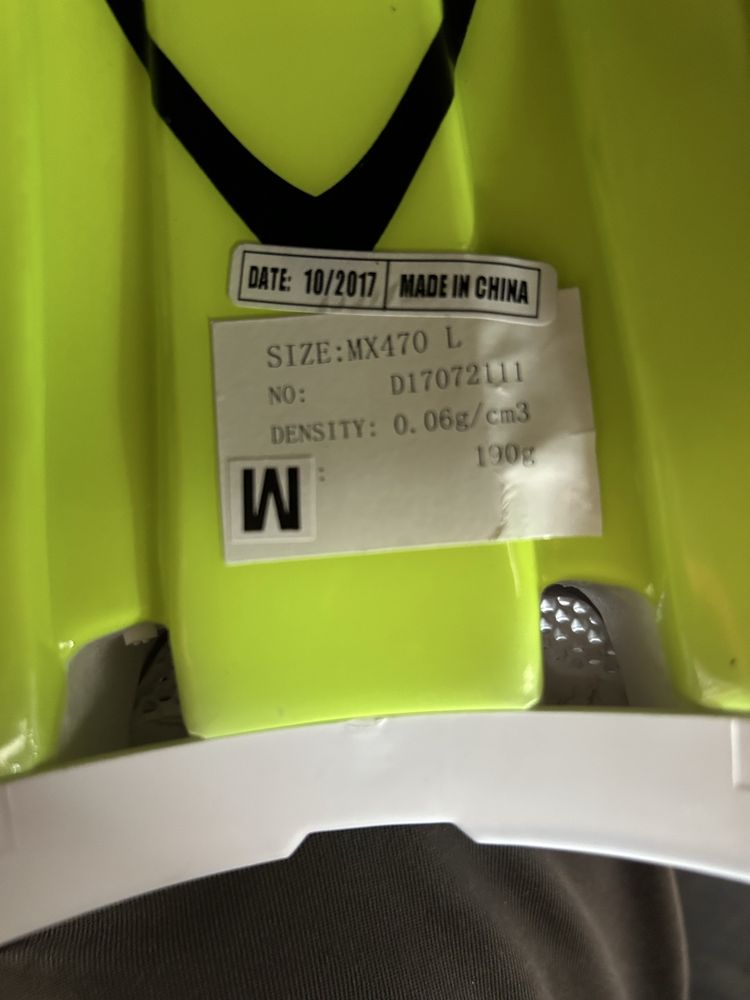 DATE: 10/2017 MADE IN CHINA
SIZE:MX470 L
NO: D17072111
DENSITY: 0.06g/cm3
: 190g
M